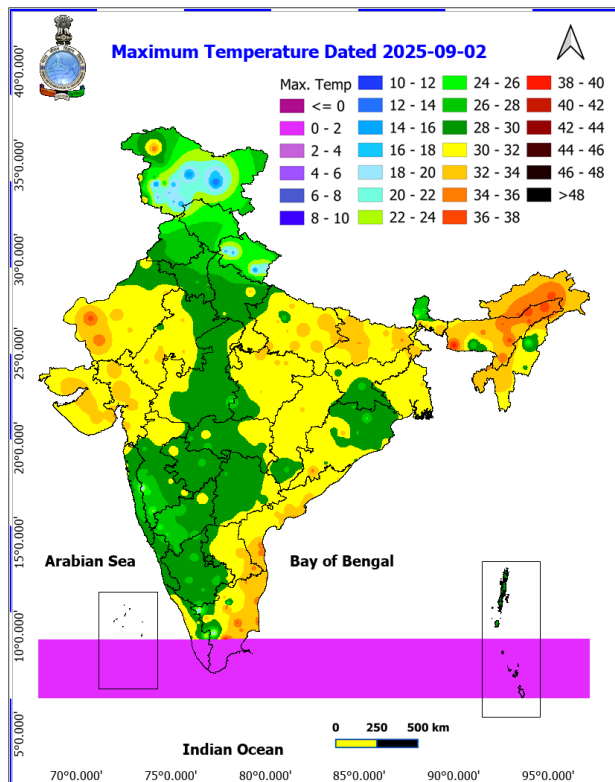 Maximum Temperature Dated 2025-09-02
Max. Temp
<= 0
0 - 2
2 - 4
4 - 6
6 - 8
8 - 10
10 - 12
12 - 14
14 - 16
16 - 18
18 - 20
20 - 22
22 - 24
24 - 26
26 - 28
28 - 30
30 - 32
32 - 34
34 - 36
36 - 38
38 - 40
40 - 42
42 - 44
44 - 46
46 - 48
>48
40°0.000'
35°0.000'
30°0.000'
25°0.000'
20°0.000'
15°0.000'
10°0.000'
5°0.000'
Arabian Sea
Bay of Bengal
0 250 500 km
Indian Ocean
70°0.000' 75°0.000' 80°0.000' 85°0.000' 90°0.000' 95°0.000'